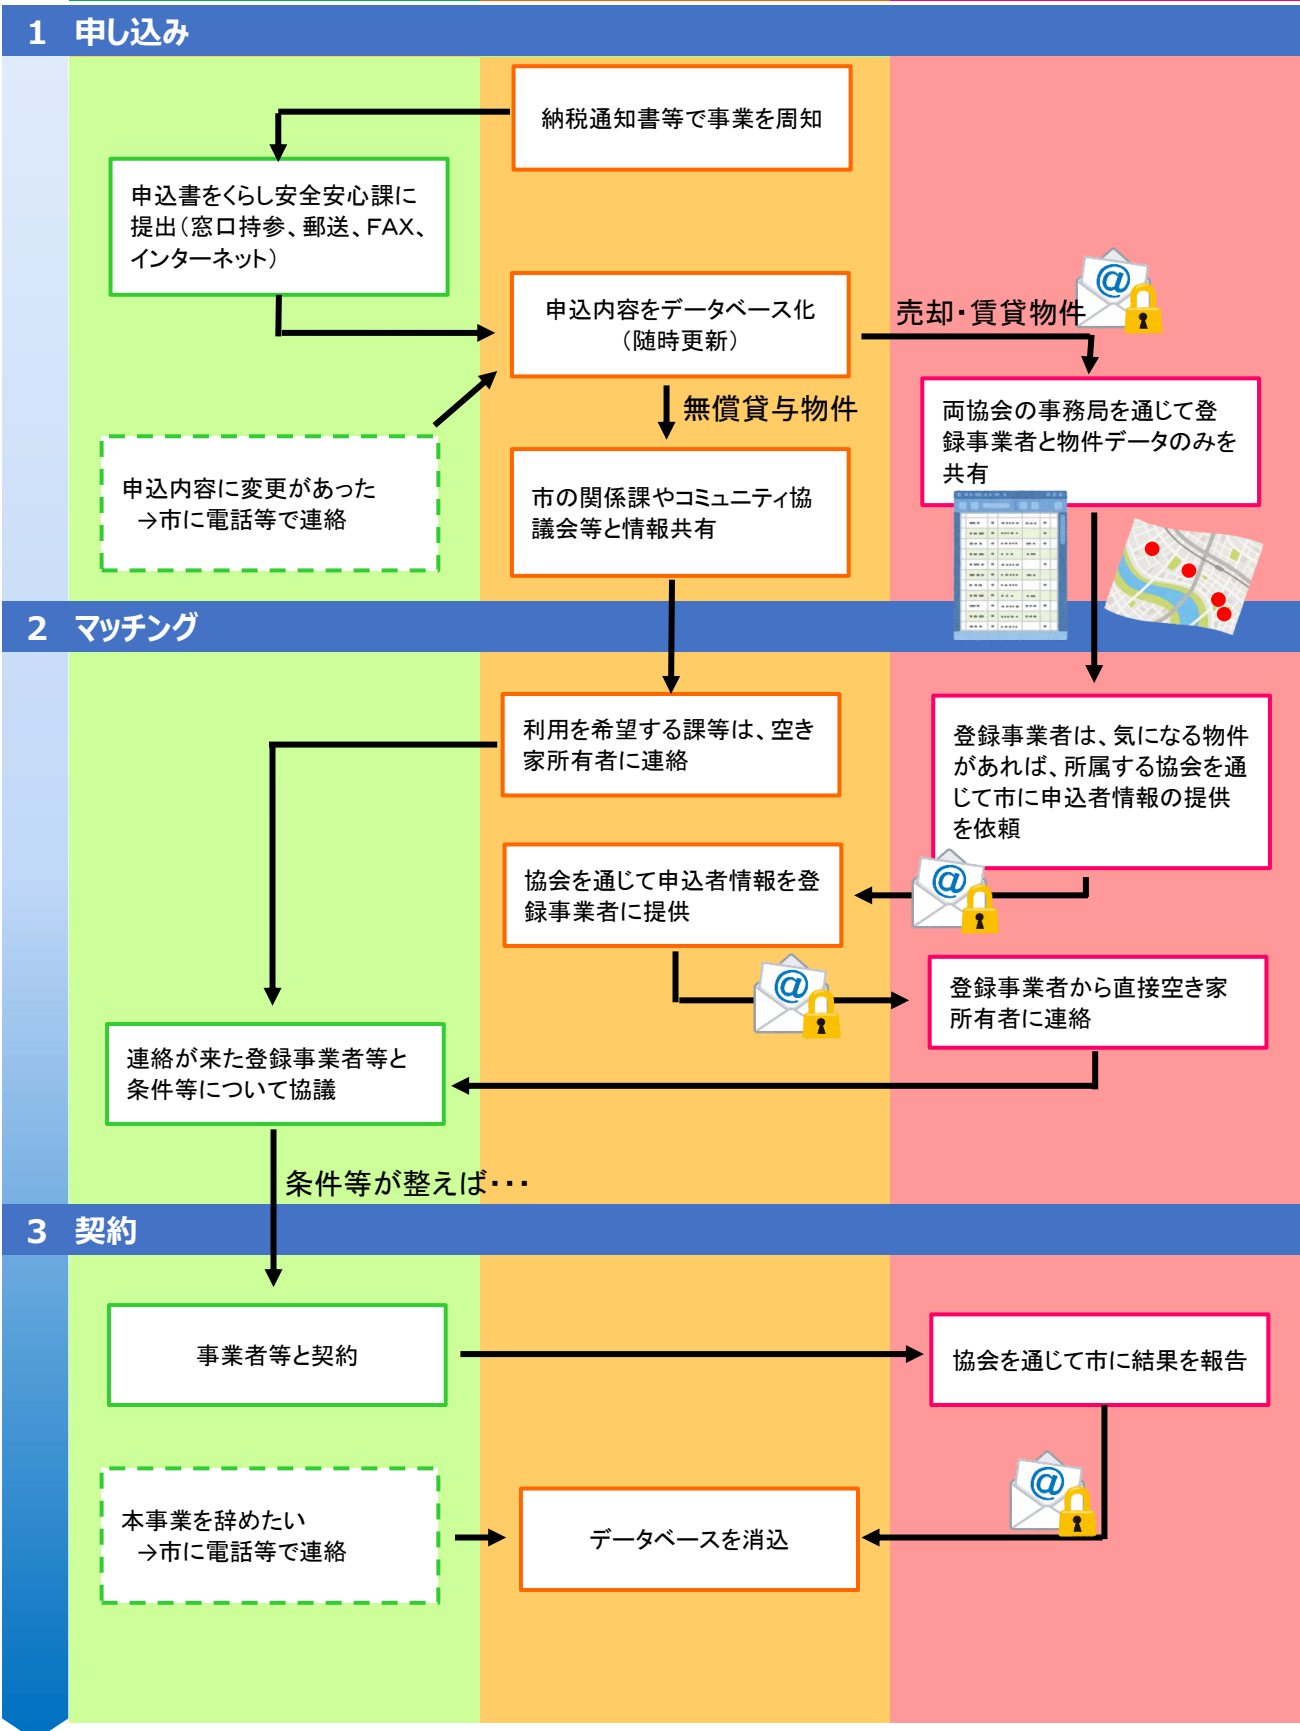 1 申し込み
納税通知書等で事業を周知
申込書をくらし安全安心課に
提出（窓口持参、郵送、FAX、
インターネット）
申込内容をデータベース化
（随時更新）
売却・賃貸物件
無償貸与物件
両協会の事務局を通じて登
録事業者と物件データのみを
共有
申込内容に変更があった
→市に電話等で連絡
市の関係課やコミュニティ協
議会等と情報共有
2 マッチング
利用を希望する課等は、空き
家所有者に連絡
登録事業者は、気になる物件
があれば、所属する協会を通
じて市に申込者情報の提供
を依頼
協会を通じて申込者情報を登
録事業者に提供
登録事業者から直接空き家
所有者に連絡
連絡が来た登録事業者等と
条件等について協議
条件等が整えば・・・
3 契約
事業者等と契約
協会を通じて市に結果を報告
本事業を辞めたい
→市に電話等で連絡
データベースを消込